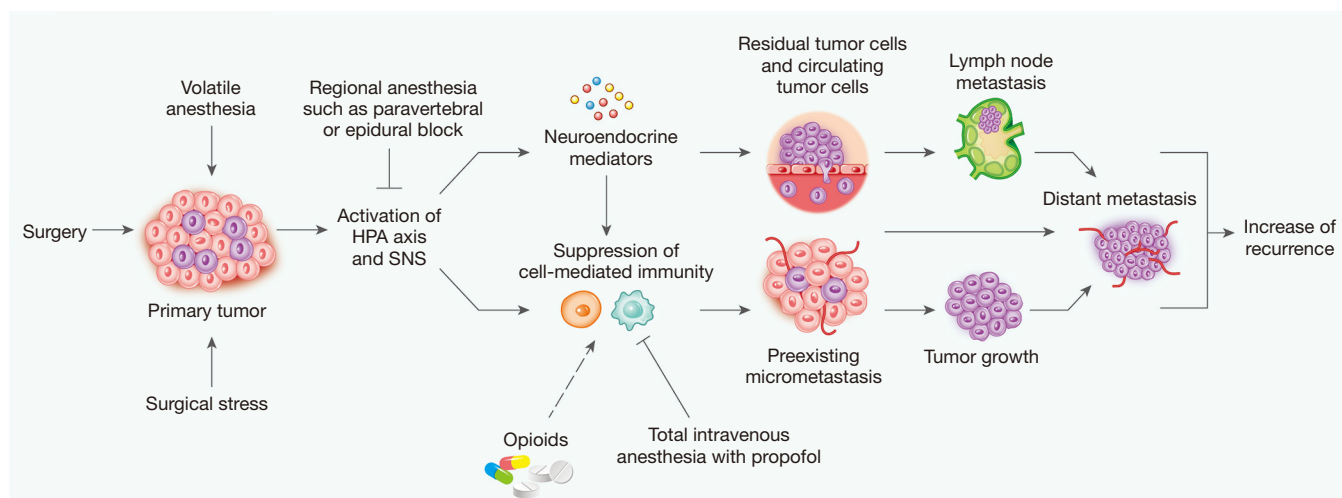 Volatile
anesthesia
Regional anesthesia
such as paravertebral
or epidural block
Residual tumor cells
and circulating
tumor cells
Lymph node
metastasis
Neuroendocrine
mediators
Surgery
Activation of
HPA axis
and SNS
Distant metastasis
Increase of
recurrence
Suppression of
cell-mediated immunity
Primary tumor
Preexisting
micrometastasis
Tumor growth
Surgical stress
Opioids
Total intravenous
anesthesia with propofol